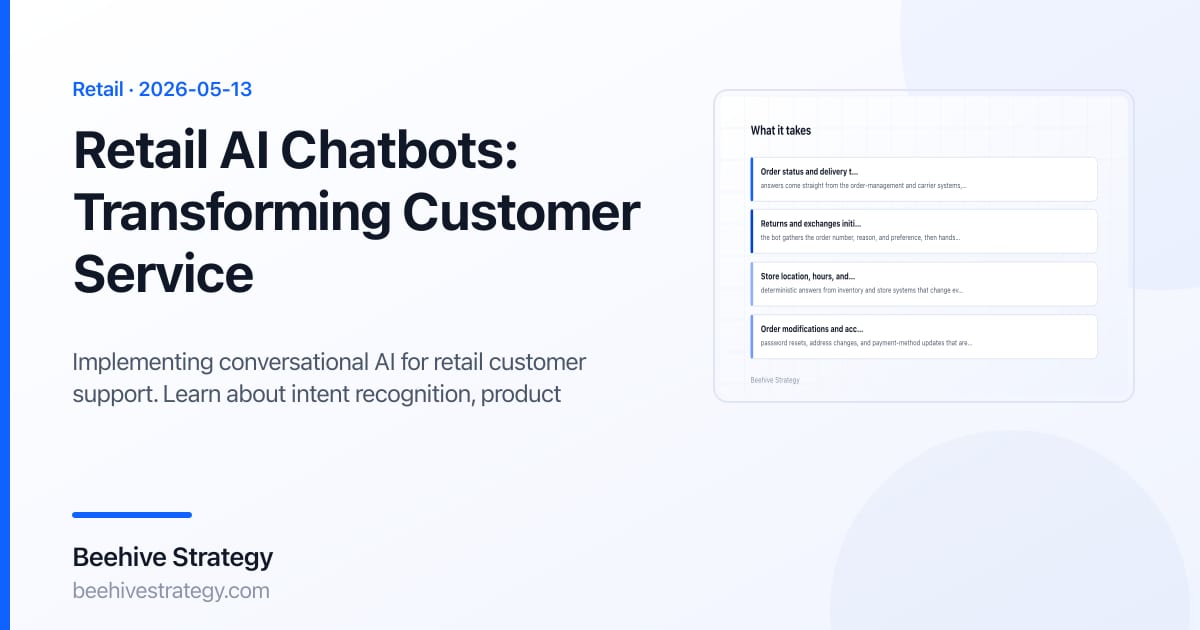 Retail · 2026-05-13
Retail AI Chatbots:
Transforming Customer
Service
Implementing conversational AI for retail customer
support. Learn about intent recognition, product
Beehive Strategy
beehivestrategy.com
What it takes
Order status and delivery t...
answers come straight from the order-management and carrier systems,...
Returns and exchanges initi...
the bot gathers the order number, reason, and preference, then hands...
Store location, hours, and...
deterministic answers from inventory and store systems that change ev...
Order modifications and acc...
password resets, address changes, and payment-method updates that are...
Beehive Strategy